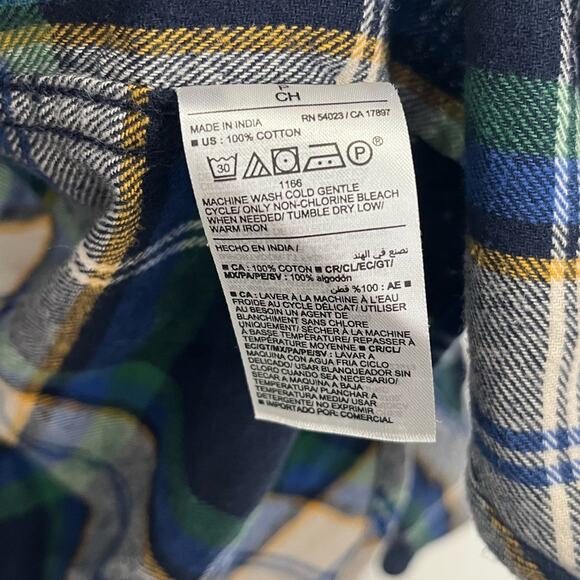 CH
RN 54023 / CA 17897
MADE IN INDIA
■ US : 100% COTTON
30 P
1166
MACHINE WASH COLD GENTLE
CYCLE/ ONLY NON-CHLORINE BLEACH
WHEN NEEDED/ TUMBLE DRY LOW/
WARM IRON
HECHO EN INDIA / تصنع في الهند
■ CA : 100% COTTON ■ CR/CL/EC/GT/
MX/PA/PE/SV : 100% algodón
AE ■ : 100% قطن
■ CA : LAVER À LA MACHINE À L'EAU
FROIDE AU CYCLE DÉLICAT/ UTILISER
AU BESOIN UN AGENT DE
BLANCHIMENT SANS CHLORE
UNIQUEMENT/ SÉCHER À LA MACHINE
À BASSE TEMPÉRATURE/ REPASSER À
TEMPÉRATURE MOYENNE ■ CR/CL/
EC/GT/MX/PA/PE/SV : LAVAR A
MAQUINA CON AGUA FRIA CICLO
DELICADO/ USAR BLANQUEADOR SIN
CLORO CUANDO SEA NECESARIO/
SECAR A MAQUINA A BAJA
TEMPERATURA/ PLANCHAR A
TEMPERATURA MEDIA/ USAR
DETERGENTE/ NO EXPRIMIR
■ IMPORTADO POR: COMERCIAL